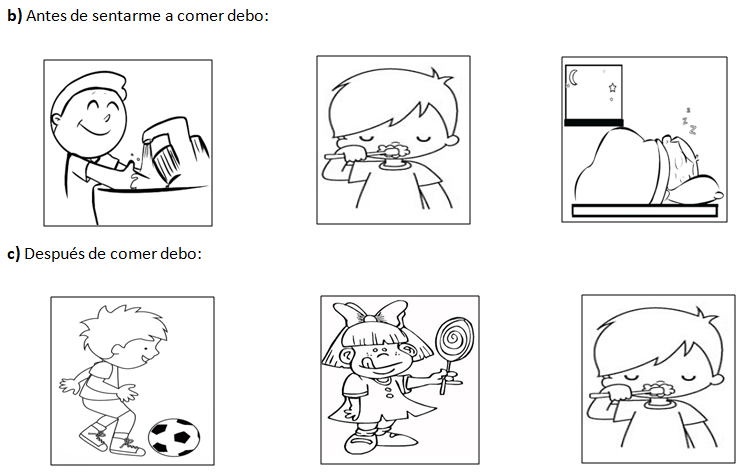 b) Antes de sentarme a comer debo:
z
z
z
c) Después de comer debo: